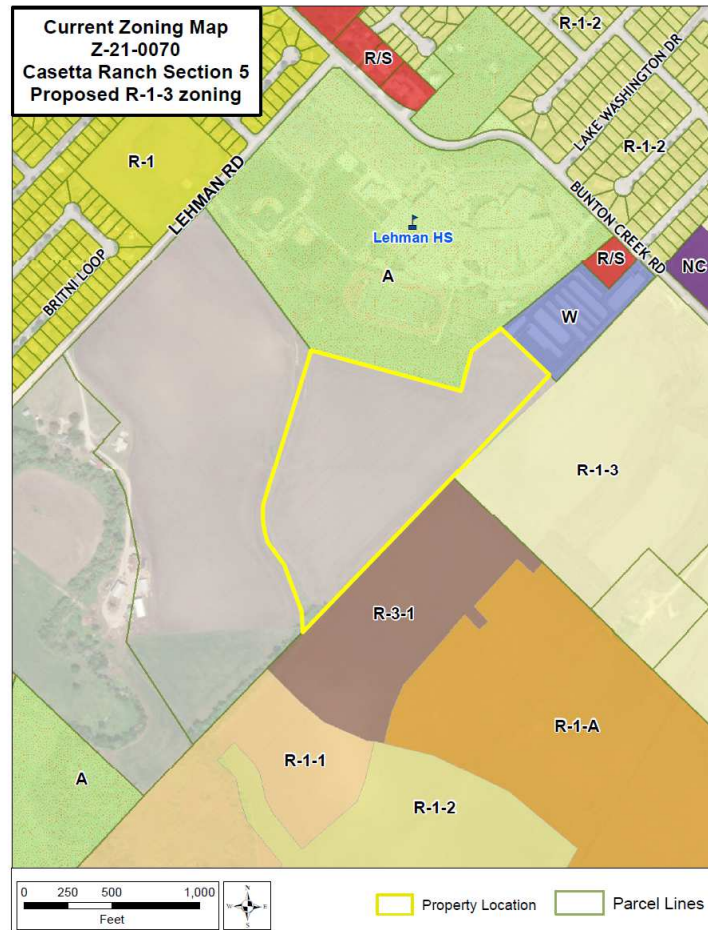 Current Zoning Map
Z-21-0070
Casetta Ranch Section 5
Proposed R-1-3 zoning
R/S
R-1-2
LAKE WASHINGTON DR
R-1-2
R-1
LEHMAN RD
BUNTON CREEK RD
Lehman HS
BRITNI LOOP
A
R/S
NC
W
R-1-3
R-3-1
R-1-A
R-1-1
A
R-1-2
0 250 500 1,000
Feet
N
W E
S
Property Location
Parcel Lines